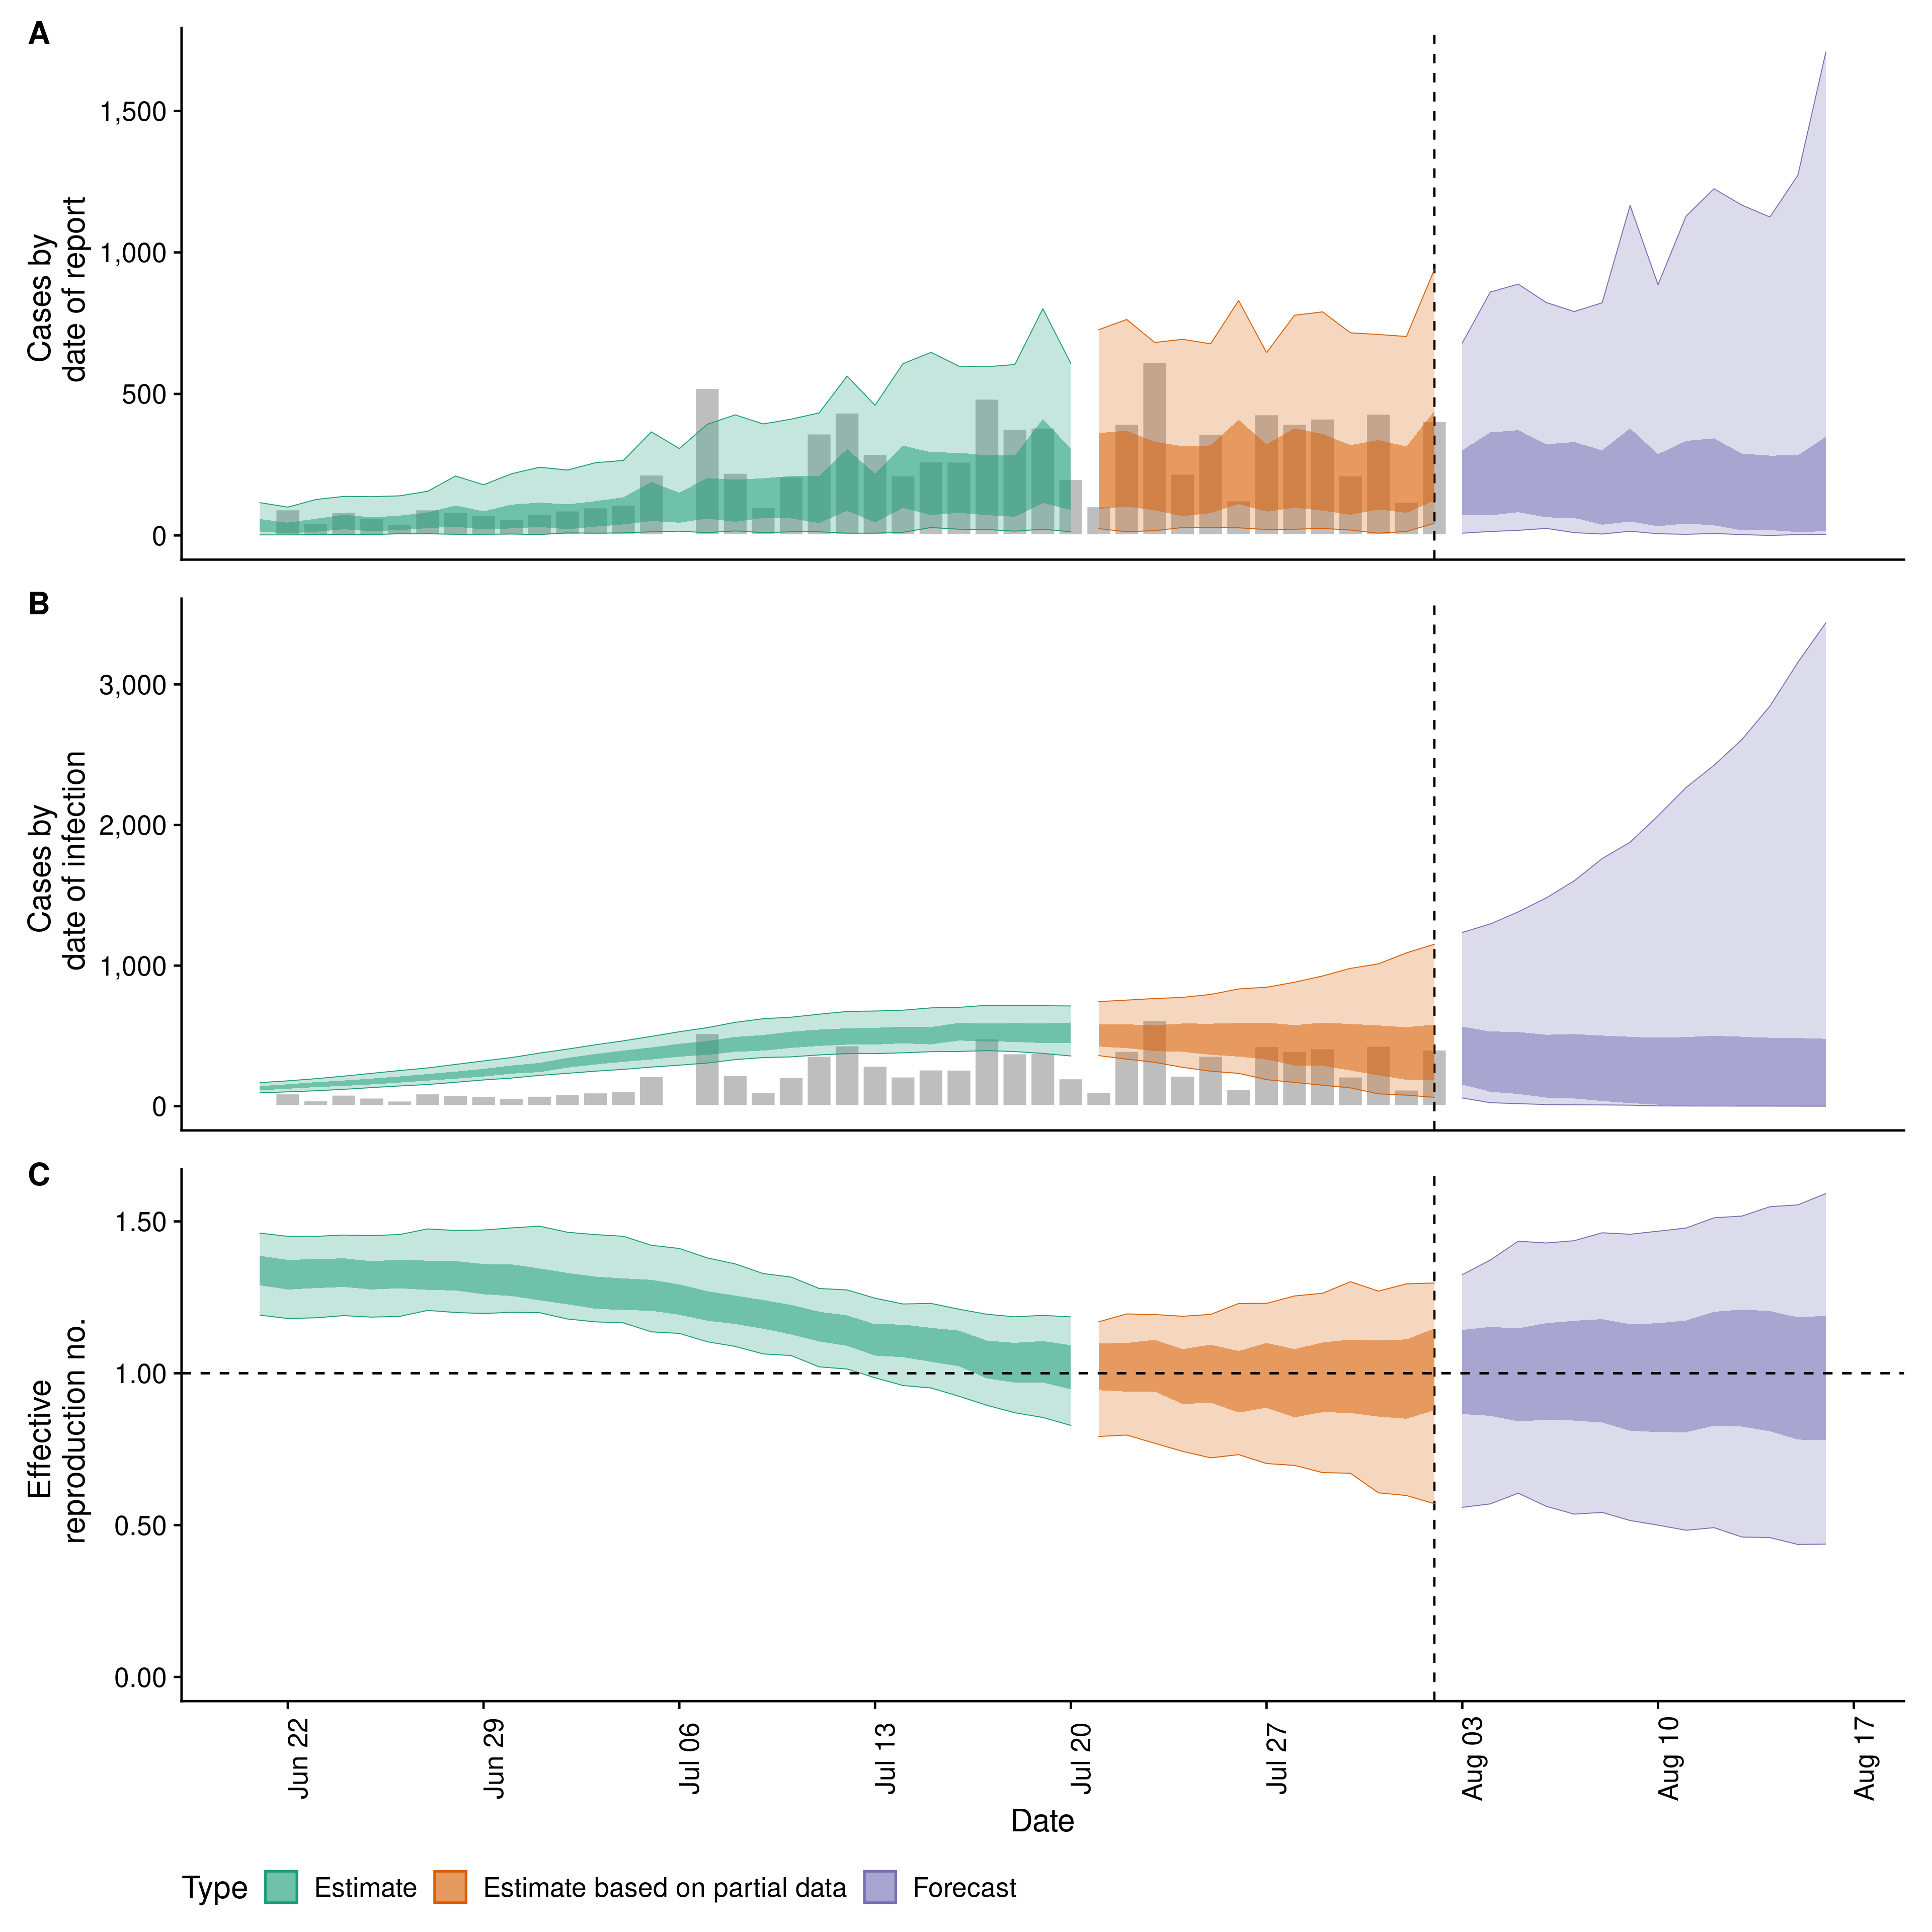 A
Cases by
date of report
1,500
1,000
500
0
B
Cases by
date of infection
3,000
2,000
1,000
0
C
Effective
reproduction no.
1.50
1.00
0.50
0.00
Jun 22
Jun 29
Jul 06
Jul 13
Jul 20
Jul 27
Aug 03
Aug 10
Aug 17
Date
Type Estimate Estimate based on partial data Forecast